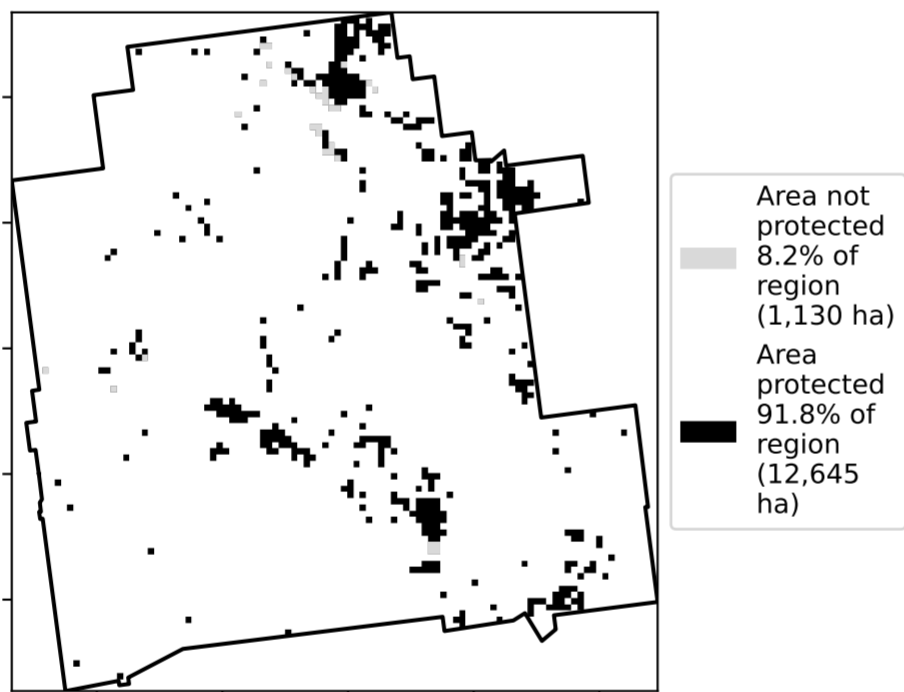 Area not
protected
8.2% of
region
(1,130 ha)
Area
protected
91.8% of
region
(12,645
ha)